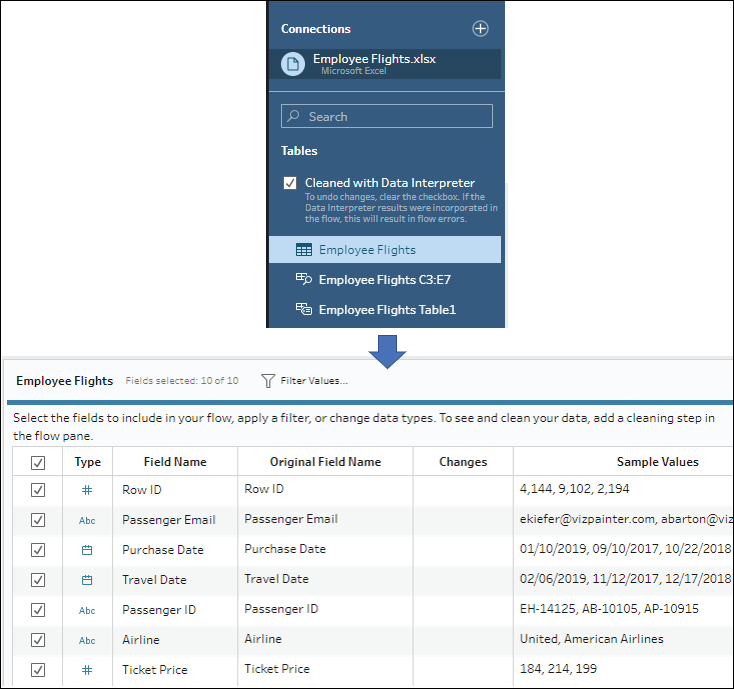 Connections
Employee Flights.xlsx
Microsoft Excel
Search
Tables
Cleaned with Data Interpreter
To undo changes, clear the checkbox. If the
Data Interpreter results were incorporated in
the flow, this will result in flow errors.
Employee Flights
Employee Flights C3:E7
Employee Flights Table1
Employee Flights Fields selected: 10 of 10 Filter Values...
Select the fields to include in your flow, apply a filter, or change data types. To see and clean your data, add a cleaning step in
the flow pane.
Type Field Name Original Field Name Changes Sample Values
# Row ID Row ID 4,144, 9,102, 2,194
Abc Passenger Email Passenger Email ekiefer@vizpainter.com, abarton@viz
Purchase Date Purchase Date 01/10/2019, 09/10/2017, 10/22/2018
Travel Date Travel Date 02/06/2019, 11/12/2017, 12/17/2018
Abc Passenger ID Passenger ID EH-14125, AB-10105, AP-10915
Abc Airline Airline United, American Airlines
# Ticket Price Ticket Price 184, 214, 199